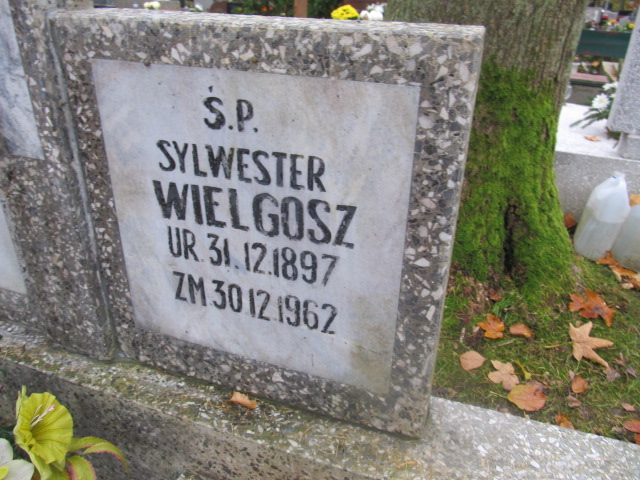 Ś.P.
SYLWESTER
WIELGOSZ
UR. 31.12.1897
ZM. 30.12.1962